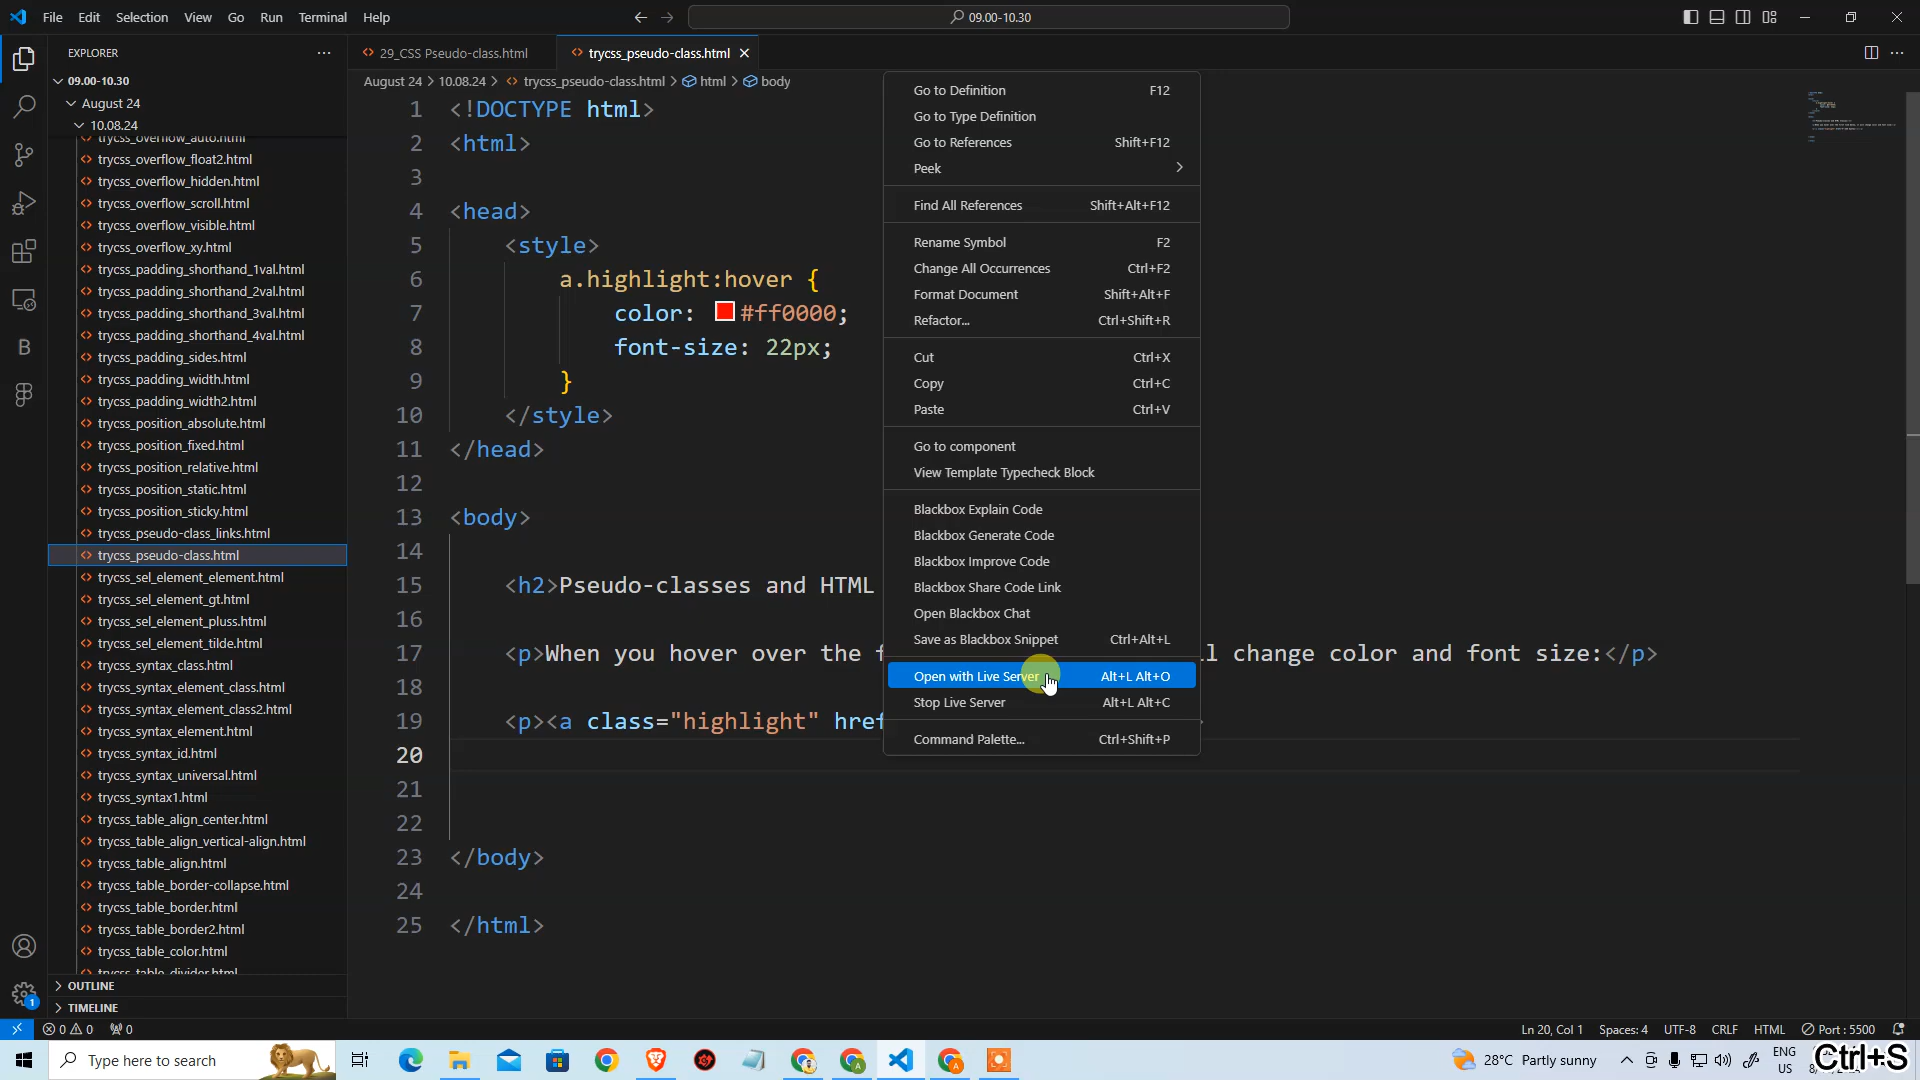 File Edit Selection View Go Run Terminal Help
09.00-10.30
EXPLORER
29_CSS Pseudo-class.html
trycss_pseudo-class.html
09.00-10.30
August 24
10.08.24
trycss_overflow_auto.html
trycss_overflow_float2.html
trycss_overflow_hidden.html
trycss_overflow_scroll.html
trycss_overflow_visible.html
trycss_overflow_xy.html
trycss_padding_shorthand_1val.html
trycss_padding_shorthand_2val.html
trycss_padding_shorthand_3val.html
trycss_padding_shorthand_4val.html
trycss_padding_sides.html
trycss_padding_width.html
trycss_padding_width2.html
trycss_position_absolute.html
trycss_position_fixed.html
trycss_position_relative.html
trycss_position_static.html
trycss_position_sticky.html
trycss_pseudo-class_links.html
trycss_pseudo-class.html
trycss_sel_element_element.html
trycss_sel_element_gt.html
trycss_sel_element_pluss.html
trycss_sel_element_tilde.html
trycss_syntax_class.html
trycss_syntax_element_class.html
trycss_syntax_element_class2.html
trycss_syntax_element.html
trycss_syntax_id.html
trycss_syntax_universal.html
trycss_syntax1.html
trycss_table_align_center.html
trycss_table_align_vertical-align.html
trycss_table_align.html
trycss_table_border-collapse.html
trycss_table_border.html
trycss_table_border2.html
trycss_table_color.html
trycss_table_divider.html
OUTLINE
TIMELINE
August 24 > 10.08.24 > trycss_pseudo-class.html > html > body
1 <!DOCTYPE html>
2 <html>
3
4 <head>
5 <style>
6 a.highlight:hover {
7 color: #ff0000;
8 font-size: 22px;
9 }
10 </style>
11 </head>
12
13 <body>
14
15 <h2>Pseudo-classes and HTML
16
17 <p>When you hover over the f l change color and font size:</p>
18
19 <p><a class="highlight" href >
20
21
22
23 </body>
24
25 </html>
Go to Definition F12
Go to Type Definition
Go to References Shift+F12
Peek
Find All References Shift+Alt+F12
Rename Symbol F2
Change All Occurrences Ctrl+F2
Format Document Shift+Alt+F
Refactor... Ctrl+Shift+R
Cut Ctrl+X
Copy Ctrl+C
Paste Ctrl+V
Go to component
View Template Typecheck Block
Blackbox Explain Code
Blackbox Generate Code
Blackbox Improve Code
Blackbox Share Code Link
Open Blackbox Chat
Save as Blackbox Snippet Ctrl+Alt+L
Open with Live Server Alt+L Alt+O
Stop Live Server Alt+L Alt+C
Command Palette... Ctrl+Shift+P
1
0 0 0
Ln 20, Col 1 Spaces: 4 UTF-8 CRLF HTML Port : 5500
Type here to search
28°C Partly sunny
ENG
US
Ctrl+S